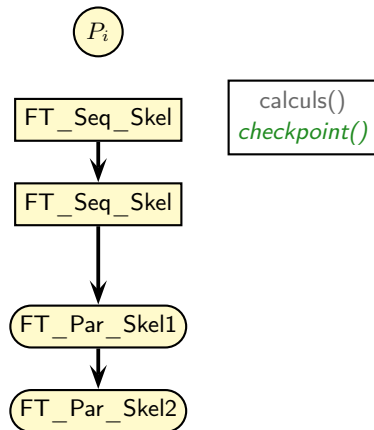 P_i
FT_Seq_Skel
calculs()
checkpoint()
FT_Seq_Skel
FT_Par_Skel1
FT_Par_Skel2